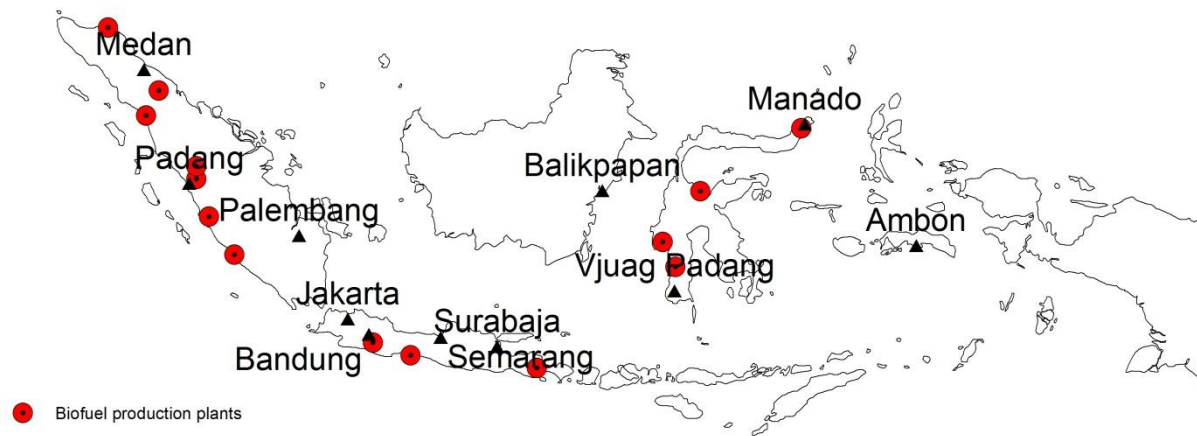 Medan
Manado
Padang
Balikpapan
Palembang
Ambon
Vjuag Padang
Jakarta
Surabaja
Bandung
Semarang
Biofuel production plants